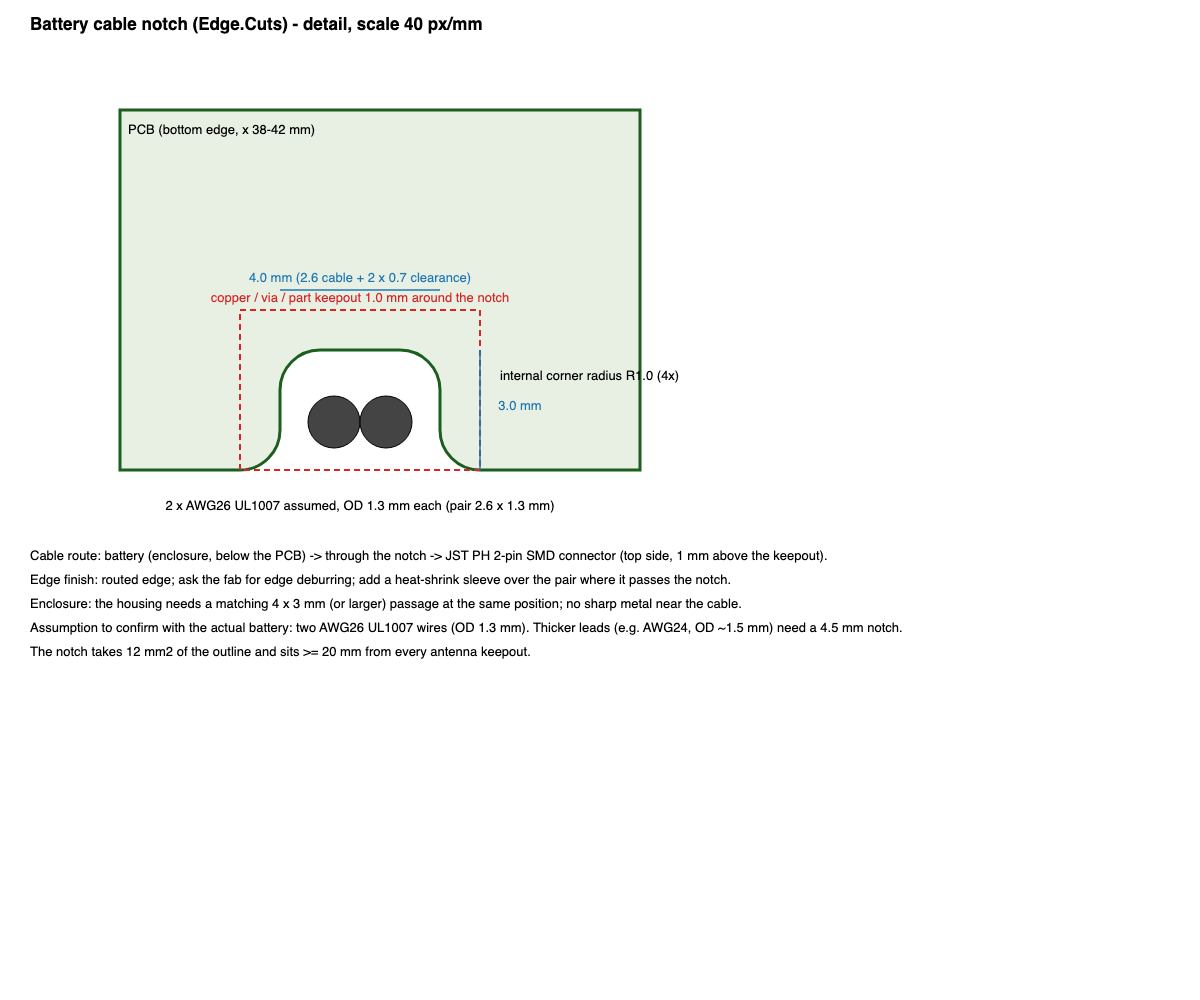 Battery cable notch (Edge.Cuts) - detail, scale 40 px/mm
PCB (bottom edge, x 38-42 mm)
4.0 mm (2.6 cable + 2 x 0.7 clearance)
copper / via / part keepout 1.0 mm around the notch
internal corner radius R1.0 (4x)
3.0 mm
2 x AWG26 UL1007 assumed, OD 1.3 mm each (pair 2.6 x 1.3 mm)
Cable route: battery (enclosure, below the PCB) -> through the notch -> JST PH 2-pin SMD connector (top side, 1 mm above the keepout).
Edge finish: routed edge; ask the fab for edge deburring; add a heat-shrink sleeve over the pair where it passes the notch.
Enclosure: the housing needs a matching 4 x 3 mm (or larger) passage at the same position; no sharp metal near the cable.
Assumption to confirm with the actual battery: two AWG26 UL1007 wires (OD 1.3 mm). Thicker leads (e.g. AWG24, OD ~1.5 mm) need a 4.5 mm notch.
The notch takes 12 mm2 of the outline and sits >= 20 mm from every antenna keepout.